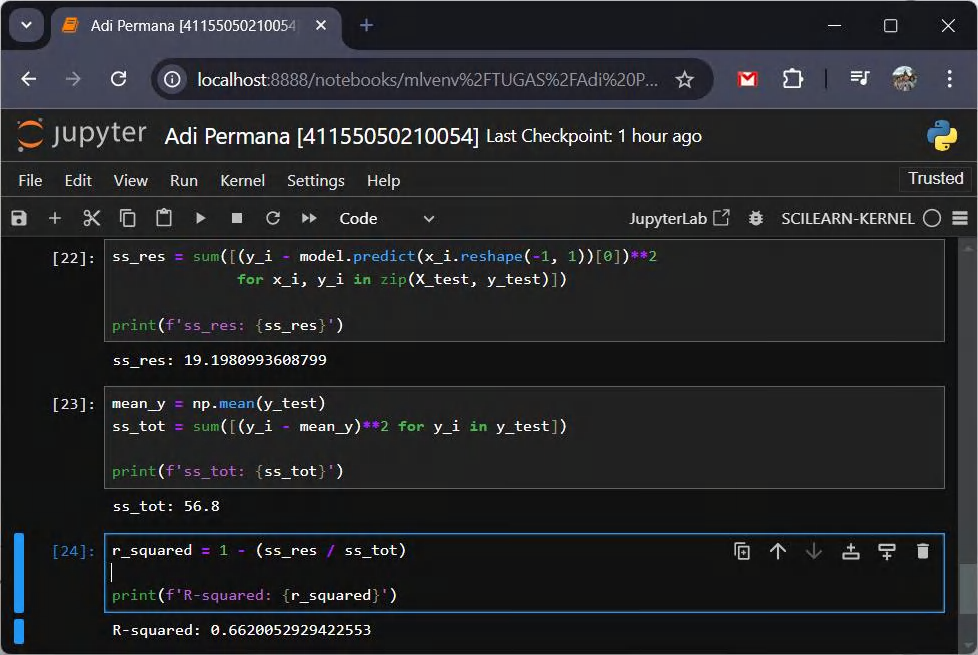 Adi Permana [41155050210054
localhost:8888/notebooks/mlvenv%2FTUGAS%2FAdi%20P...
jupyter Adi Permana [41155050210054] Last Checkpoint: 1 hour ago
File Edit View Run Kernel Settings Help Trusted
Code JupyterLab SCILEARN-KERNEL
[22]: ss_res = sum([(y_i - model.predict(x_i.reshape(-1, 1))[0])**2
for x_i, y_i in zip(X_test, y_test)])
print(f'ss_res: {ss_res}')
ss_res: 19.1980993608799
[23]: mean_y = np.mean(y_test)
ss_tot = sum([(y_i - mean_y)**2 for y_i in y_test])
print(f'ss_tot: {ss_tot}')
ss_tot: 56.8
[24]: r_squared = 1 - (ss_res / ss_tot)
print(f'R-squared: {r_squared}')
R-squared: 0.6620052929422553